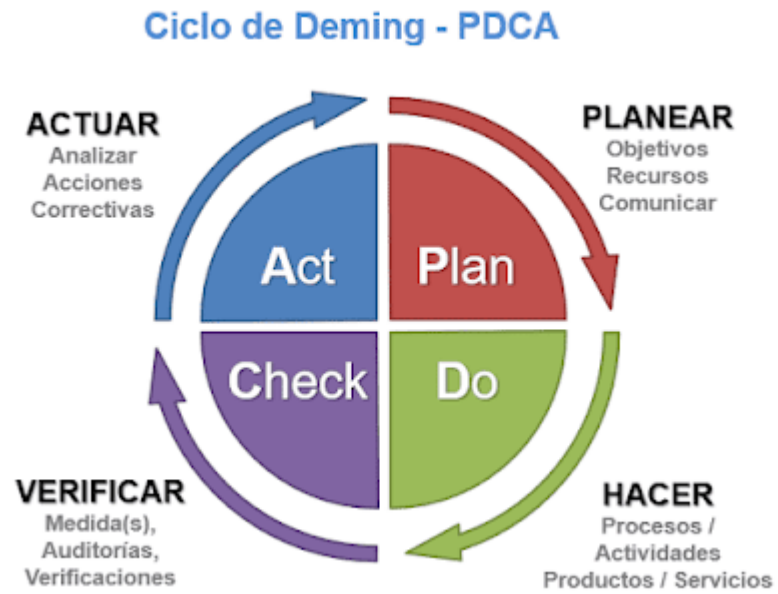 Ciclo de Deming - PDCA
ACTUAR
Analizar
Acciones
Correctivas
PLANEAR
Objetivos
Recursos
Comunicar
Act
Plan
Check
Do
VERIFICAR
Medida(s),
Auditorías,
Verificaciones
HACER
Procesos /
Actividades
Productos / Servicios